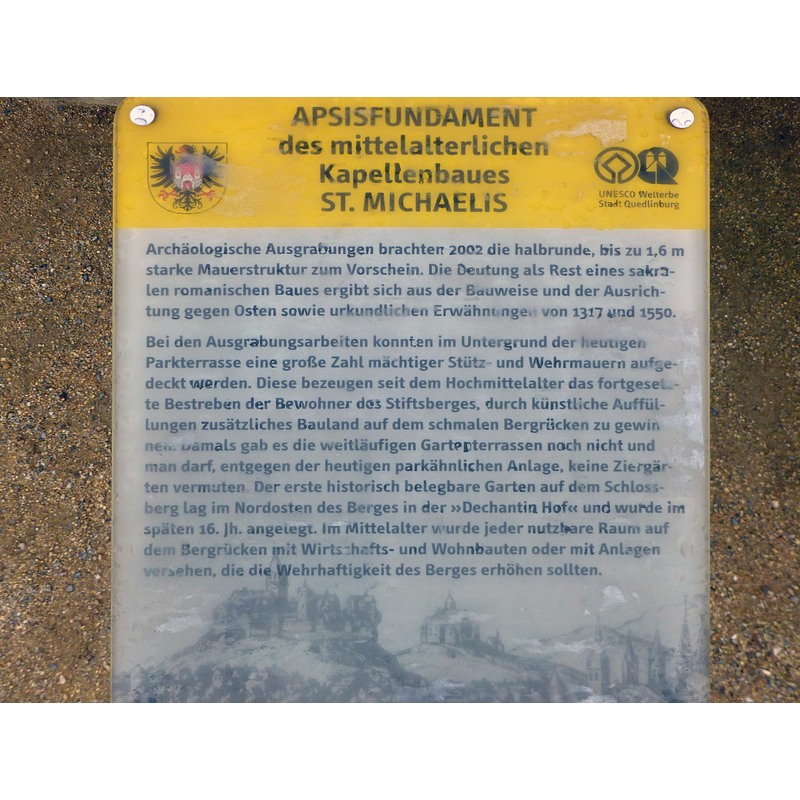 APSISFUNDAMENT
des mittelalterlichen
Kapellenbaues
ST. MICHAELIS
UNESCO Welterbe
Stadt Quedlinburg
Archäologische Ausgrabungen brachten 2002 die halbrunde, bis zu 1,6 m
starke Mauerstruktur zum Vorschein. Die Deutung als Rest eines sakra-
len romanischen Baues ergibt sich aus der Bauweise und der Ausrich-
tung gegen Osten sowie urkundlichen Erwähnungen von 1317 und 1550.
Bei den Ausgrabungsarbeiten konnten im Untergrund der heutigen
Parkterrasse eine große Zahl mächtiger Stütz- und Wehrmauern aufge-
deckt werden. Diese bezeugen seit dem Hochmittelalter das fortgesetz-
te Bestreben der Bewohner des Stiftsberges, durch künstliche Auffül-
lungen zusätzliches Bauland auf dem schmalen Bergrücken zu gewin
nen. Damals gab es die weitläufigen Gartenterrassen noch nicht und
man darf, entgegen der heutigen parkähnlichen Anlage, keine Ziergär-
ten vermuten. Der erste historisch belegbare Garten auf dem Schloss-
berg lag im Nordosten des Berges in der »Dechantin Hof« und wurde im
späten 16. Jh. angelegt. Im Mittelalter wurde jeder nutzbare Raum auf
dem Bergrücken mit Wirtschafts- und Wohnbauten oder mit Anlagen
versehen, die die Wehrhaftigkeit des Berges erhöhen sollten.